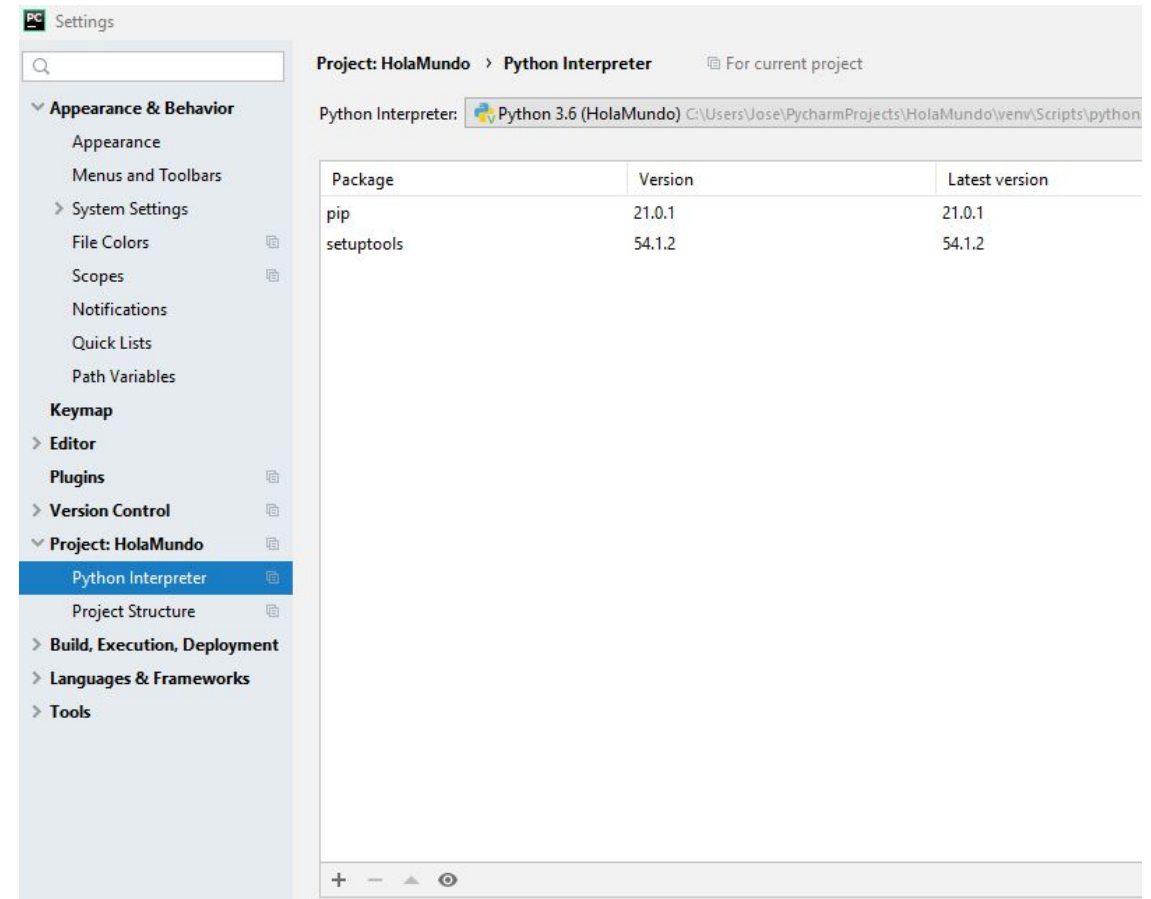 PC Settings
Appearance & Behavior
Appearance
Menus and Toolbars
System Settings
File Colors
Scopes
Notifications
Quick Lists
Path Variables
Keymap
Editor
Plugins
Version Control
Project: HolaMundo
Python Interpreter
Project Structure
Build, Execution, Deployment
Languages & Frameworks
Tools
Project: HolaMundo › Python Interpreter For current project
Python Interpreter: Python 3.6 (HolaMundo) C:\Users\Jose\PycharmProjects\HolaMundo\venv\Scripts\python
Package Version Latest version
pip 21.0.1 21.0.1
setuptools 54.1.2 54.1.2